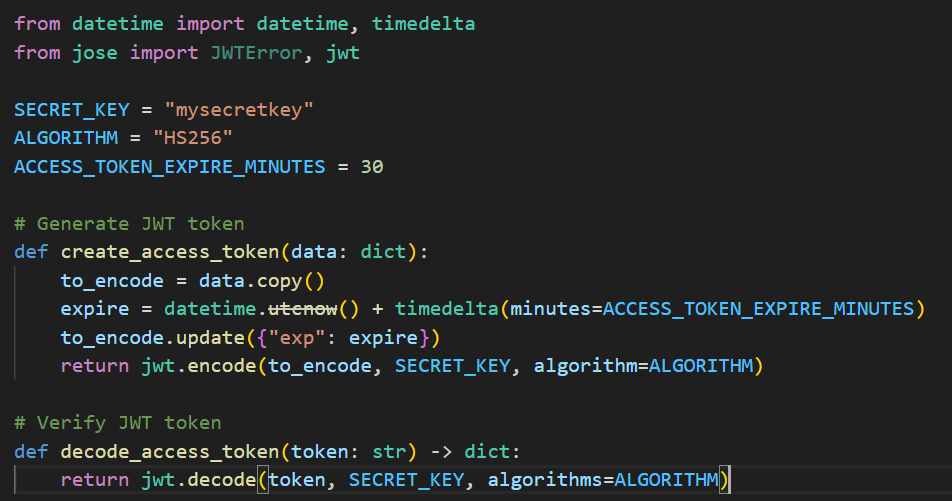 from datetime import datetime, timedelta
from jose import JWTError, jwt

SECRET_KEY = "mysecretkey"
ALGORITHM = "HS256"
ACCESS_TOKEN_EXPIRE_MINUTES = 30

# Generate JWT token
def create_access_token(data: dict):
    to_encode = data.copy()
    expire = datetime.utcnow() + timedelta(minutes=ACCESS_TOKEN_EXPIRE_MINUTES)
    to_encode.update({"exp": expire})
    return jwt.encode(to_encode, SECRET_KEY, algorithm=ALGORITHM)

# Verify JWT token
def decode_access_token(token: str) -> dict:
    return jwt.decode(token, SECRET_KEY, algorithms=ALGORITHM)